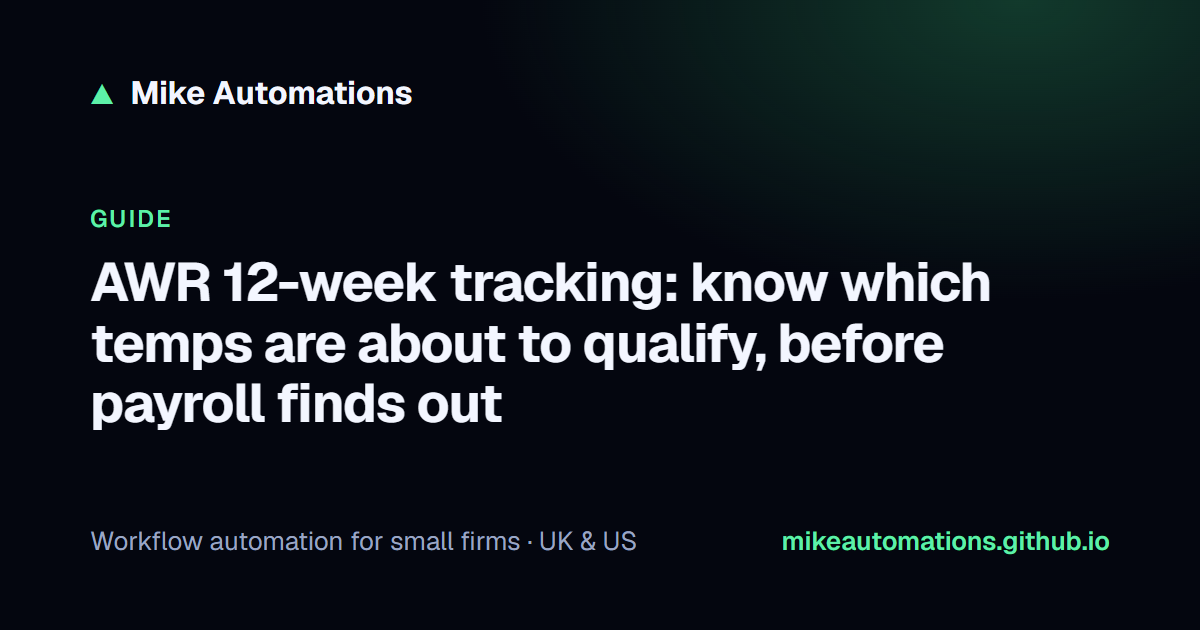 Mike Automations
GUIDE
AWR 12-week tracking: know which
temps are about to qualify, before
payroll finds out
Workflow automation for small firms · UK & US
mikeautomations.github.io